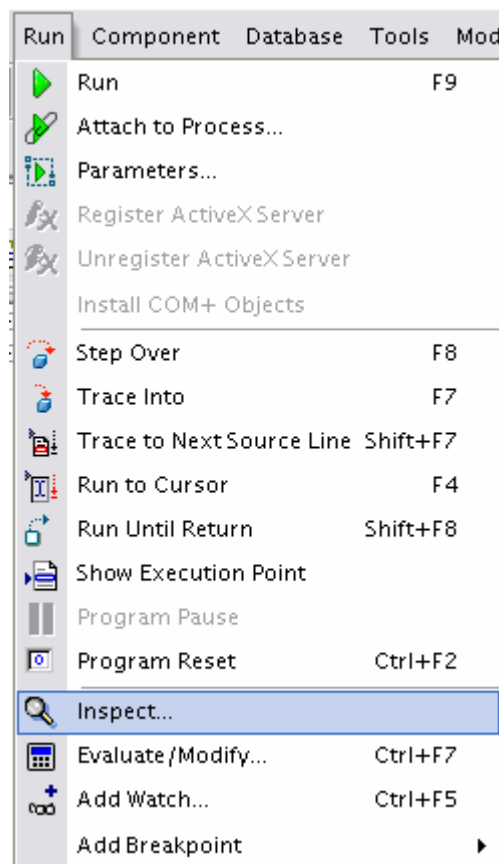 Run Component Database Tools Mod
Run F9
Attach to Process...
Parameters...
Register ActiveX Server
Unregister ActiveX Server
Install COM+ Objects
Step Over F8
Trace Into F7
Trace to Next Source Line Shift+F7
Run to Cursor F4
Run Until Return Shift+F8
Show Execution Point
Program Pause
Program Reset Ctrl+F2
Inspect...
Evaluate/Modify... Ctrl+F7
Add Watch... Ctrl+F5
Add Breakpoint